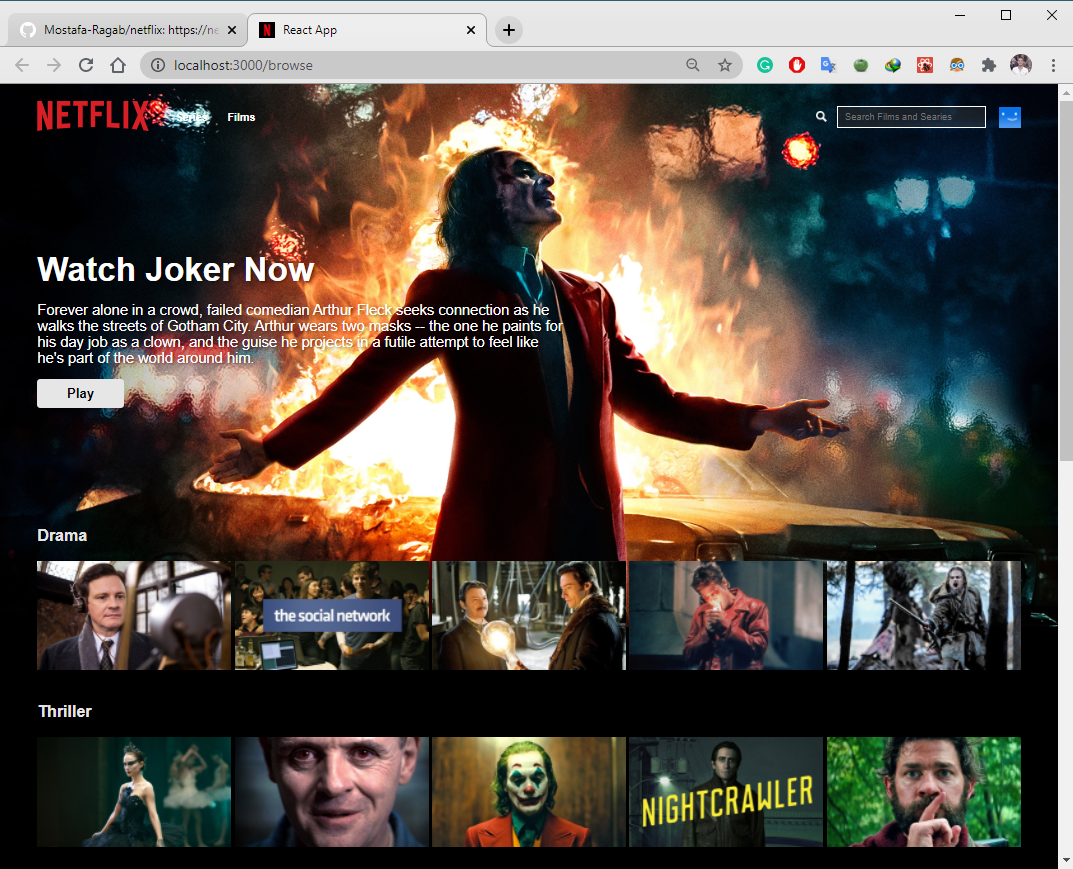 Mostafa-Ragab/netflix: https://ne
React App
localhost:3000/browse
NETFLIX
Series
Films
Search Films and Searies
Watch Joker Now
Forever alone in a crowd, failed comedian Arthur Fleck seeks connection as he
walks the streets of Gotham City. Arthur wears two masks -- the one he paints for
his day job as a clown, and the guise he projects in a futile attempt to feel like
he's part of the world around him.
Play
Drama
the social network
Thriller
NIGHTCRAWLER